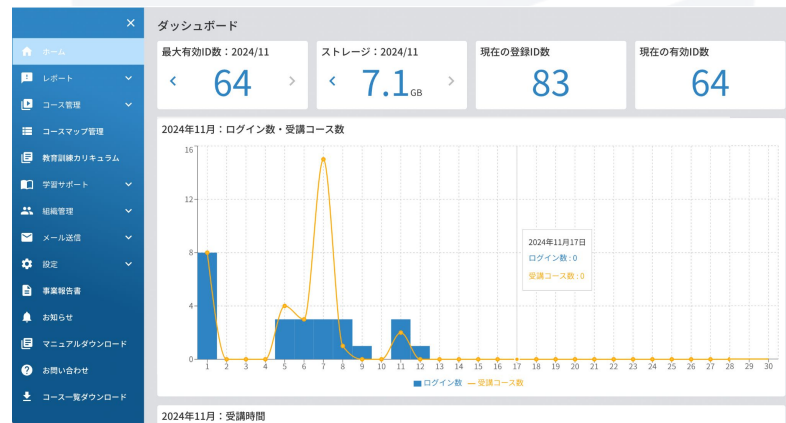 ×
ホーム
レポート
コース管理
コースマップ管理
教育訓練カリキュラム
学習サポート
組織管理
メール送信
設定
事業報告書
お知らせ
マニュアルダウンロード
お問い合わせ
コース一覧ダウンロード
ダッシュボード
最大有効ID数：2024/11
< 64 >
ストレージ：2024/11
< 7.1 GB >
現在の登録ID数
83
現在の有効ID数
64
2024年11月：ログイン数・受講コース数
16
12
8
4
0
2024年11月17日
ログイン数 : 0
受講コース数 : 0
1 2 3 4 5 6 7 8 9 10 11 12 13 14 15 16 17 18 19 20 21 22 23 24 25 26 27 28 29 30
ログイン数 受講コース数
2024年11月：受講時間